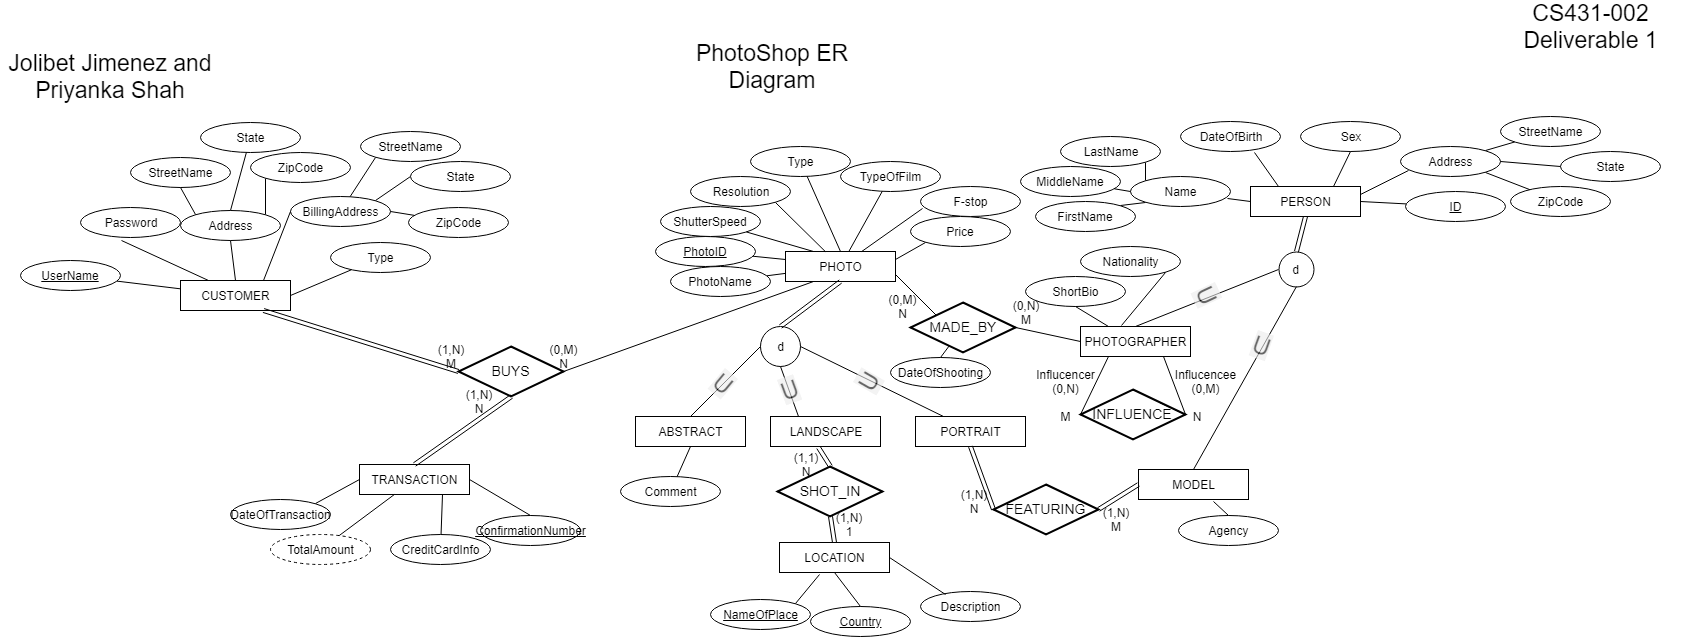 CS431-002
Deliverable 1
PhotoShop ER
Diagram
Jolibet Jimenez and
Priyanka Shah
State
StreetName
ZipCode
StreetName
State
Password
Address
BillingAddress
ZipCode
UserName
Type
CUSTOMER
Type
Resolution
TypeOfFilm
ShutterSpeed
F-stop
PhotoID
Price
PhotoName
PHOTO
LastName
DateOfBirth
Sex
StreetName
MiddleName
Name
Address
State
FirstName
PERSON
ID
ZipCode
d
Nationality
ShortBio
(0,M)
N
MADE_BY
(0,N)
M
PHOTOGRAPHER
DateOfShooting
Influcencer
(0,N)
Influcencee
(0,M)
M
INFLUENCE
N
(1,N)
M
BUYS
(0,M)
N
(1,N)
N
d
ABSTRACT
LANDSCAPE
PORTRAIT
Comment
(1,1)
N
SHOT_IN
(1,N)
1
LOCATION
NameOfPlace
Country
Description
(1,N)
N
FEATURING
(1,N)
M
MODEL
Agency
TRANSACTION
DateOfTransaction
TotalAmount
CreditCardInfo
ConfirmationNumber